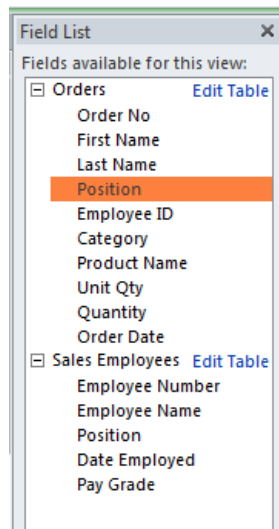 Field List
Fields available for this view:
Orders Edit Table
Order No
First Name
Last Name
Position
Employee ID
Category
Product Name
Unit Qty
Quantity
Order Date
Sales Employees Edit Table
Employee Number
Employee Name
Position
Date Employed
Pay Grade